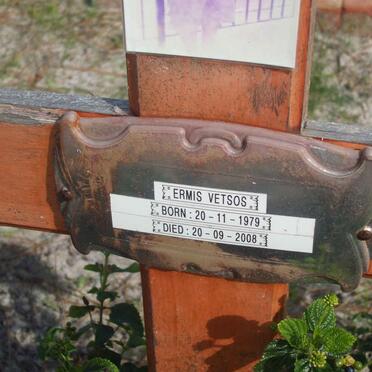 ERMIS VETSOS
BORN : 20 - 11 - 1979
DIED : 20 - 09 - 2008